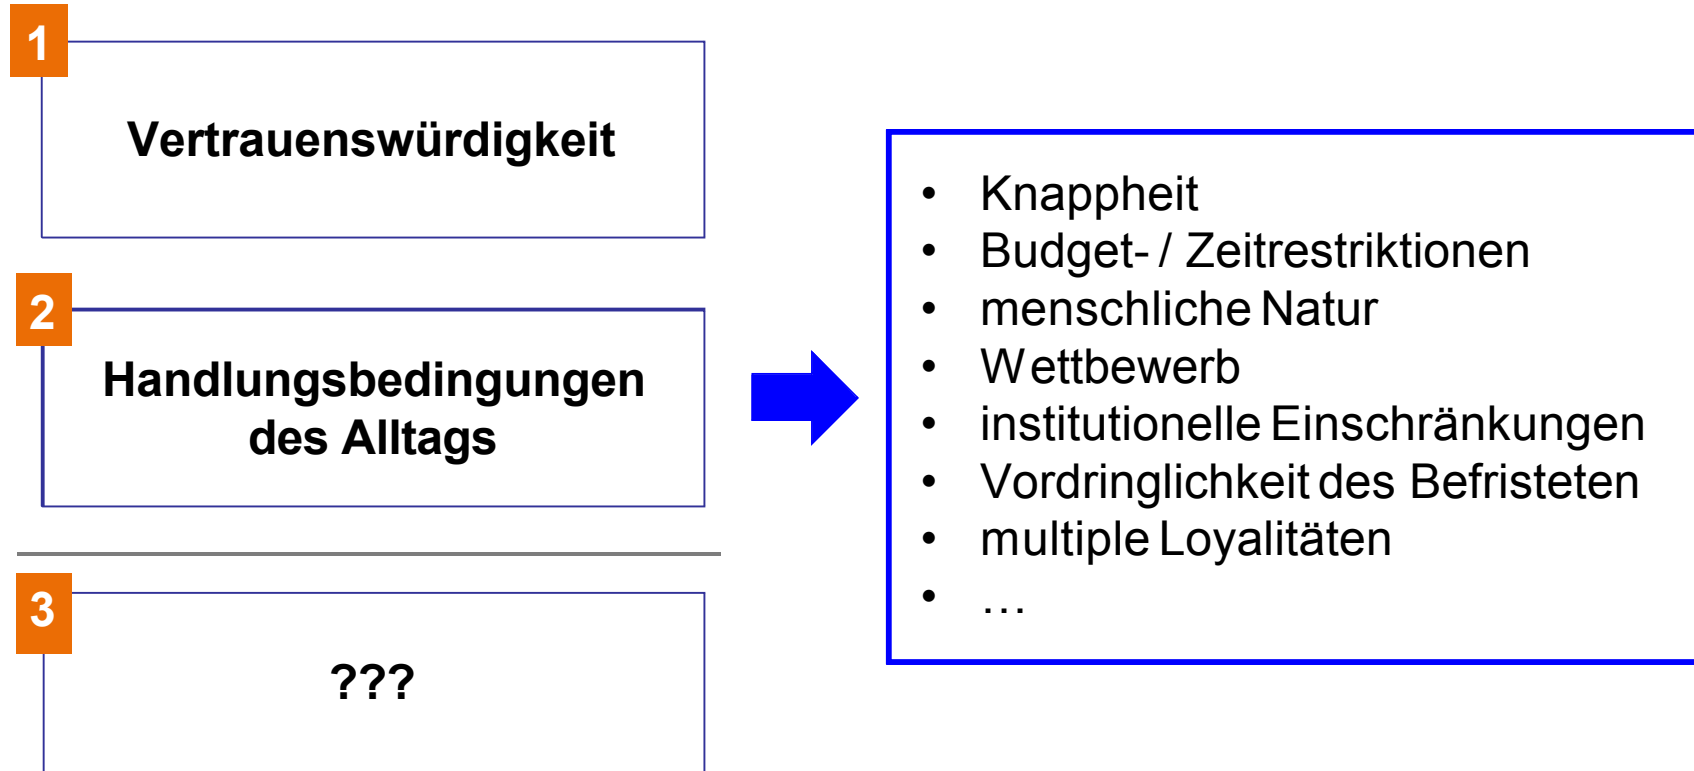 1
Vertrauenswürdigkeit
2
Handlungsbedingungen
des Alltags
3
???
• Knappheit
• Budget- / Zeitrestriktionen
• menschliche Natur
• Wettbewerb
• institutionelle Einschränkungen
• Vordringlichkeit des Befristeten
• multiple Loyalitäten
• …